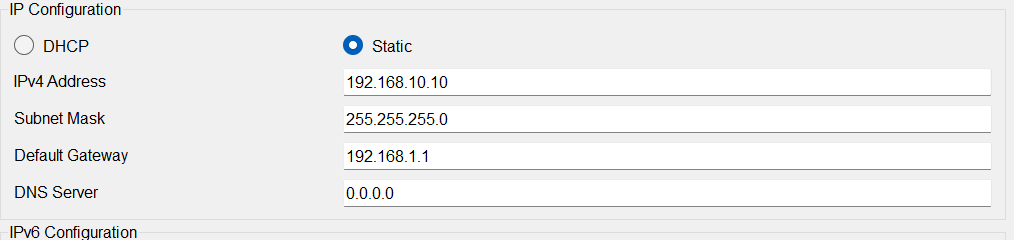 IP Configuration
DHCP Static
IPv4 Address 192.168.10.10
Subnet Mask 255.255.255.0
Default Gateway 192.168.1.1
DNS Server 0.0.0.0
IPv6 Configuration